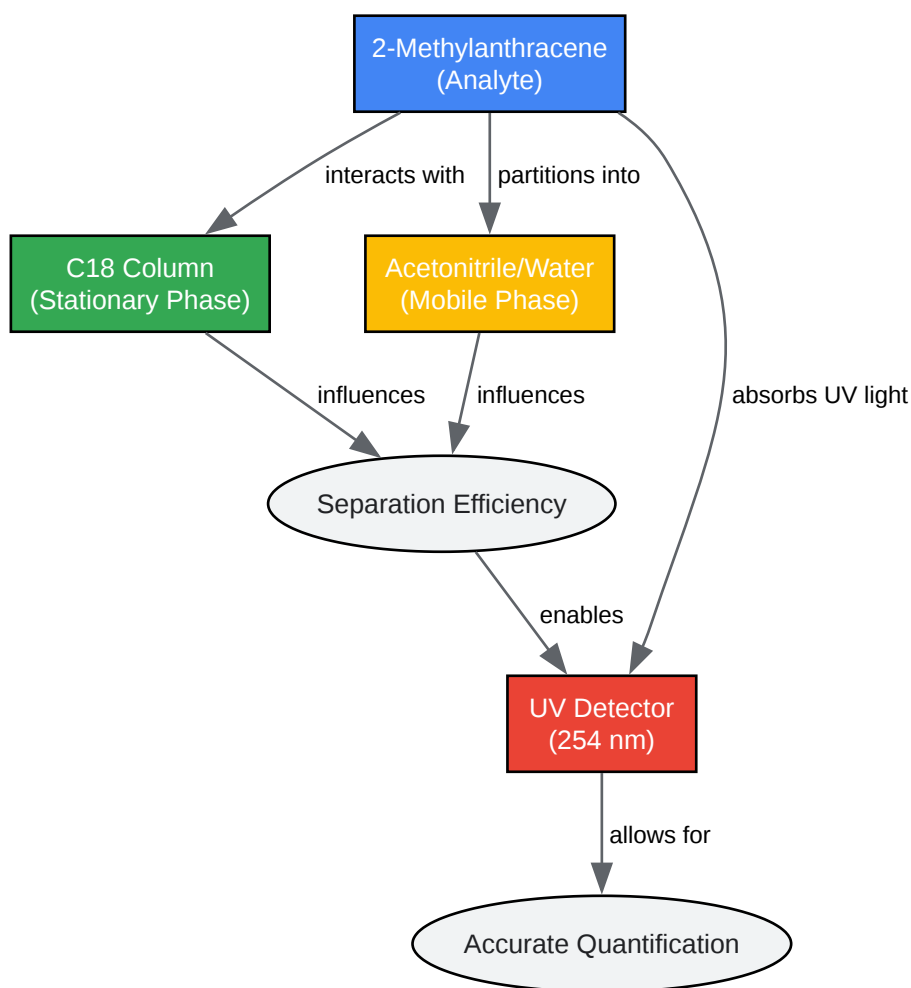 2-Methylanthracene
(Analyte)
interacts with
partitions into
C18 Column
(Stationary Phase)
Acetonitrile/Water
(Mobile Phase)
influences
influences
absorbs UV light
Separation Efficiency
enables
UV Detector
(254 nm)
allows for
Accurate Quantification